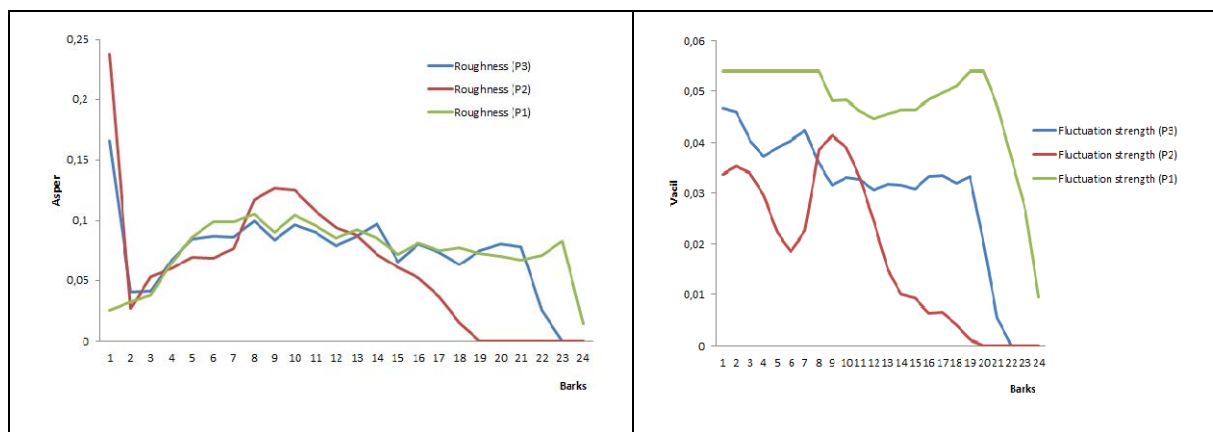 0,25
0,2
0,15
0,1
0,05
0
Asper
Roughness (P3)
Roughness (P2)
Roughness (P1)
1 2 3 4 5 6 7 8 9 10 11 12 13 14 15 16 17 18 19 20 21 22 23 24
Barks
0,06
0,05
0,04
0,03
0,02
0,01
0
Vacil
Fluctuation strength (P3)
Fluctuation strength (P2)
Fluctuation strength (P1)
1 2 3 4 5 6 7 8 9 10 11 12 13 14 15 16 17 18 19 20 21 22 23 24
Barks